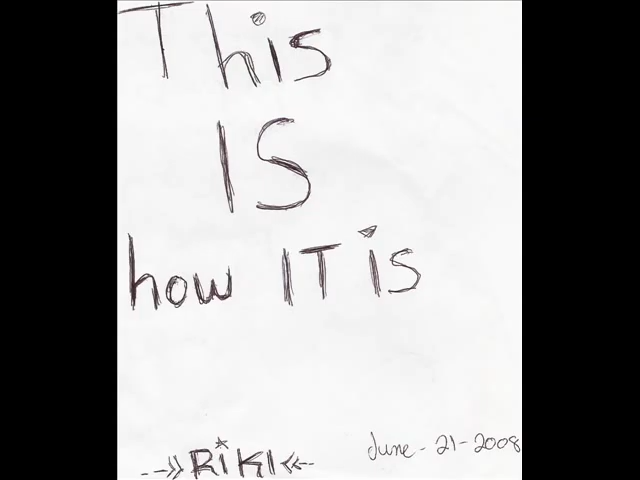 This
IS
how IT is
June - 21 - 2008
-->> RiKI <<--